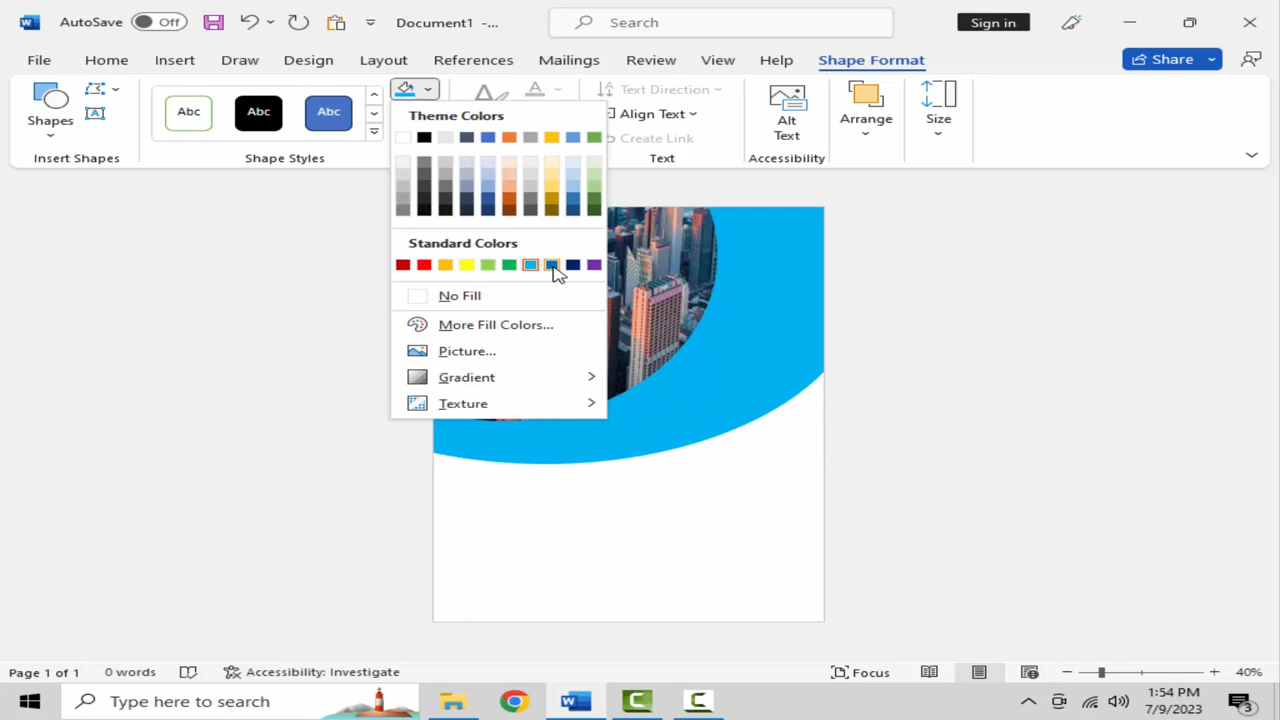 AutoSave Off Document1 -... Search Sign in
File Home Insert Draw Design Layout References Mailings Review View Help Shape Format Share
Shapes
Insert Shapes
Abc Abc Abc
Shape Styles
Theme Colors
Standard Colors
No Fill
More Fill Colors...
Picture...
Gradient
Texture
Text Direction
Align Text
Create Link
Text
Alt
Text
Accessibility
Arrange
Size
Page 1 of 1 0 words Accessibility: Investigate Focus 40%
Type here to search
1:54 PM
7/9/2023
3